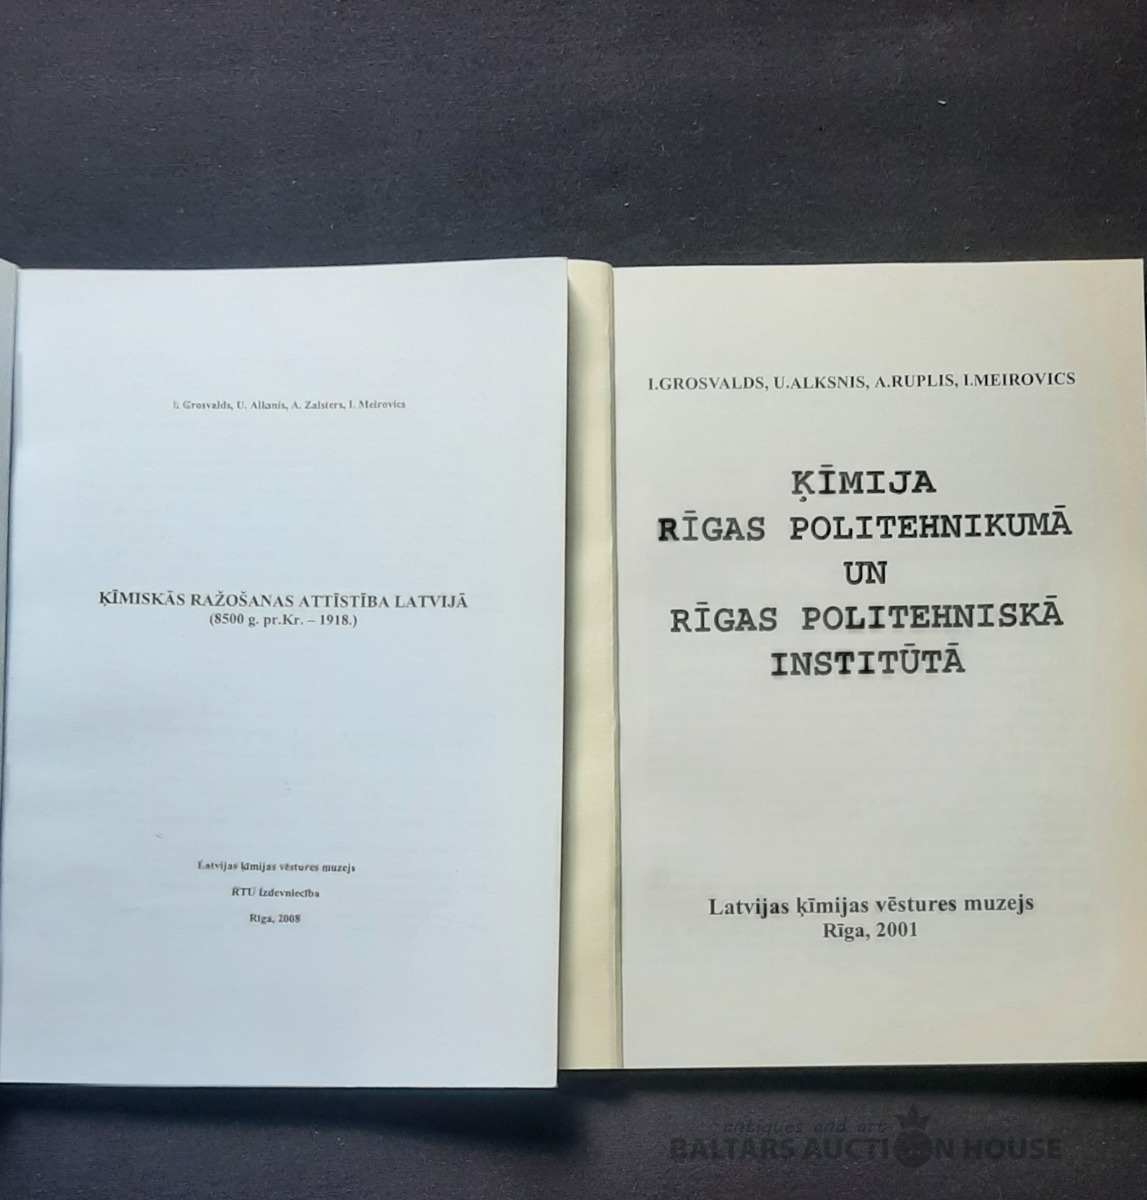 I. Grosvalds, U. Alksnis, A. Zalsters, I. Meirovics
ĶĪMISKĀS RAŽOŠANAS ATTĪSTĪBA LATVIJĀ
(8500 g. pr.Kr. – 1918.)
Latvijas ķīmijas vēstures muzejs
RTU Izdevniecība
Rīga, 2008
I.GROSVALDS, U.ALKSNIS, A.RUPLIS, I.MEIROVICS
ĶĪMIJA
RĪGAS POLITEHNIKUMĀ
UN
RĪGAS POLITEHNISKĀ
INSTITŪTĀ
Latvijas ķīmijas vēstures muzejs
Rīga, 2001
antiques and art
BALTARS AUCTION HOUSE